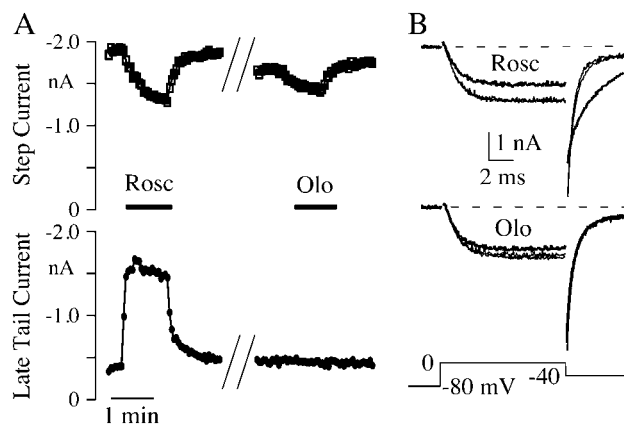 A
Step Current
-2.0
nA
-1.0
0
Rosc
Olo
Late Tail Current
-2.0
nA
-1.0
0
1 min
B
Rosc
1 nA
2 ms
Olo
0
-80 mV
-40